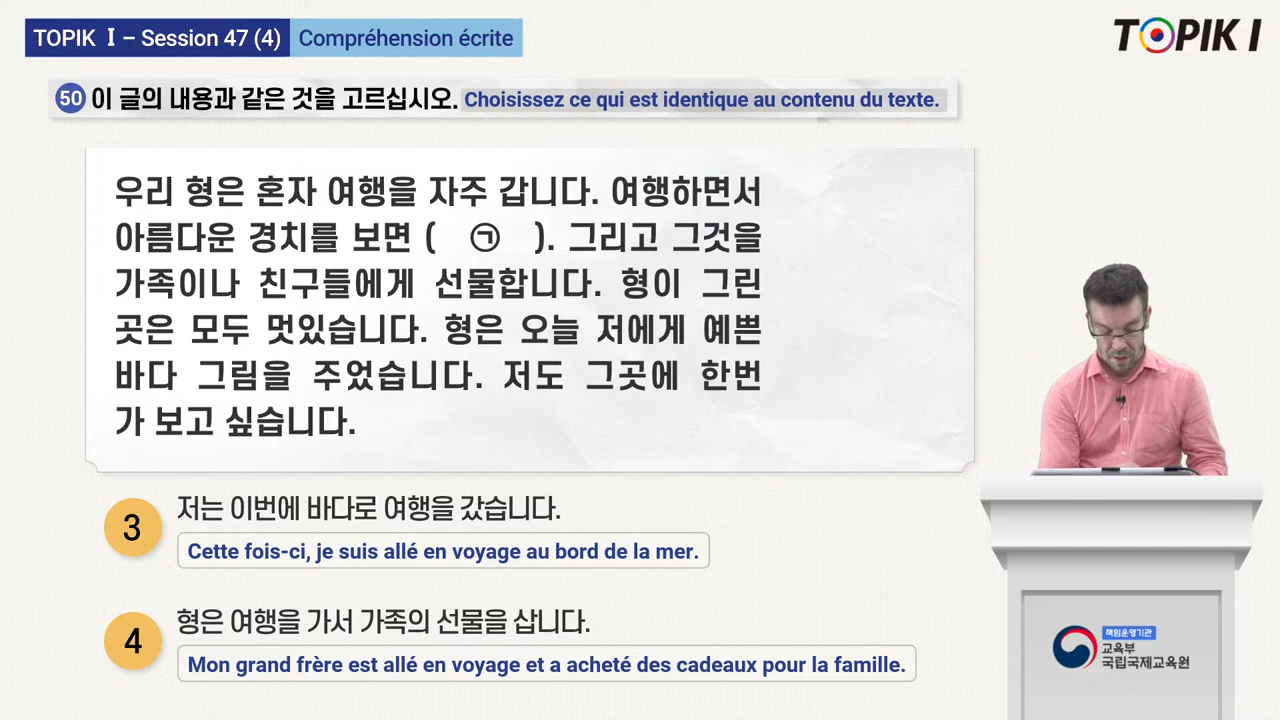 TOPIK Ⅰ – Session 47 (4) Compréhension écrite
TOPIK I
50 이 글의 내용과 같은 것을 고르십시오. Choisissez ce qui est identique au contenu du texte.
우리 형은 혼자 여행을 자주 갑니다. 여행하면서
아름다운 경치를 보면 ( ㉠ ). 그리고 그것을
가족이나 친구들에게 선물합니다. 형이 그린
곳은 모두 멋있습니다. 형은 오늘 저에게 예쁜
바다 그림을 주었습니다. 저도 그곳에 한번
가 보고 싶습니다.
3 저는 이번에 바다로 여행을 갔습니다.
Cette fois-ci, je suis allé en voyage au bord de la mer.
4 형은 여행을 가서 가족의 선물을 삽니다.
Mon grand frère est allé en voyage et a acheté des cadeaux pour la famille.
책임운영기관
교육부
국립국제교육원